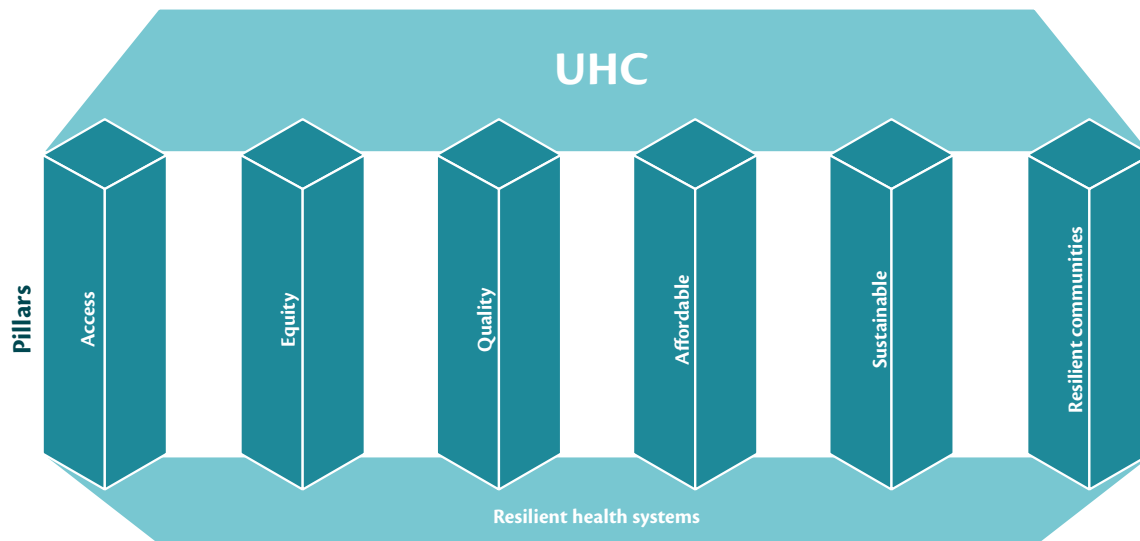 UHC
Pillars
Access
Equity
Quality
Affordable
Sustainable
Resilient communities
Resilient health systems